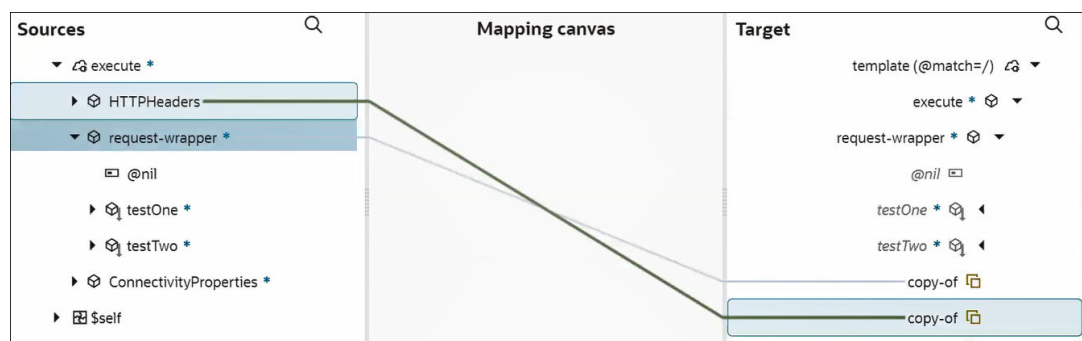 Sources
Mapping canvas
Target
execute *
template (@match=/)
HTTPHeaders
execute *
request-wrapper *
request-wrapper *
@nil
@nil
testOne *
testOne *
testTwo *
testTwo *
ConnectivityProperties *
copy-of
$self
copy-of